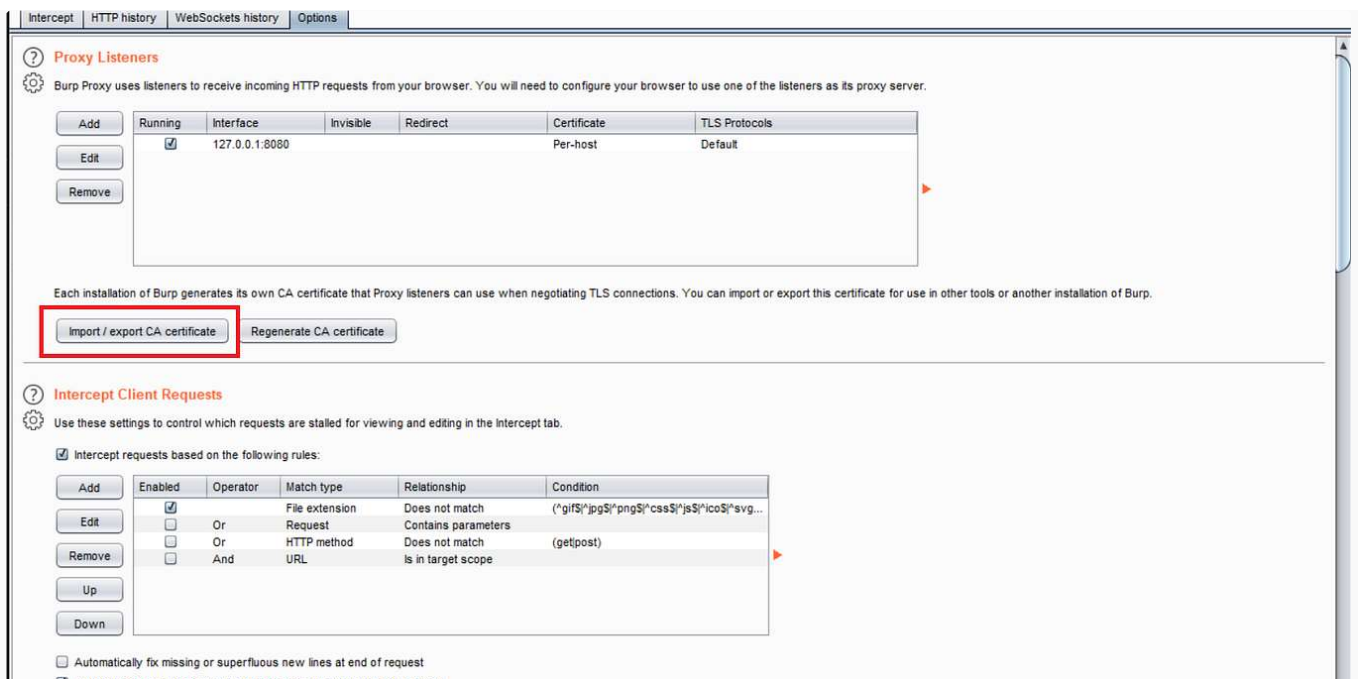 Intercept HTTP history WebSockets history Options
Proxy Listeners
Burp Proxy uses listeners to receive incoming HTTP requests from your browser. You will need to configure your browser to use one of the listeners as its proxy server.
Add Running Interface Invisible Redirect Certificate TLS Protocols
127.0.0.1:8080 Per-host Default
Edit
Remove
Each installation of Burp generates its own CA certificate that Proxy listeners can use when negotiating TLS connections. You can import or export this certificate for use in other tools or another installation of Burp.
Import / export CA certificate Regenerate CA certificate
Intercept Client Requests
Use these settings to control which requests are stalled for viewing and editing in the Intercept tab.
Intercept requests based on the following rules:
Add Enabled Operator Match type Relationship Condition
File extension Does not match (^gif$|^jpg$|^png$|^css$|^js$|^ico$|^svg...
Edit Or Request Contains parameters
Or HTTP method Does not match (get|post)
Remove And URL Is in target scope
Up
Down
Automatically fix missing or superfluous new lines at end of request